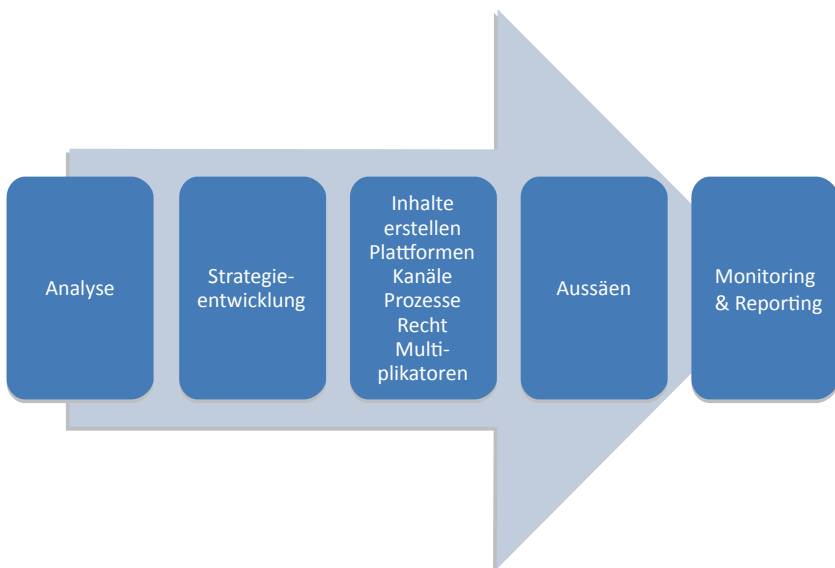 Analyse
Strategie-
entwicklung
Inhalte
erstellen
Plattformen
Kanäle
Prozesse
Recht
Multi-
plikatoren
Aussäen
Monitoring
& Reporting